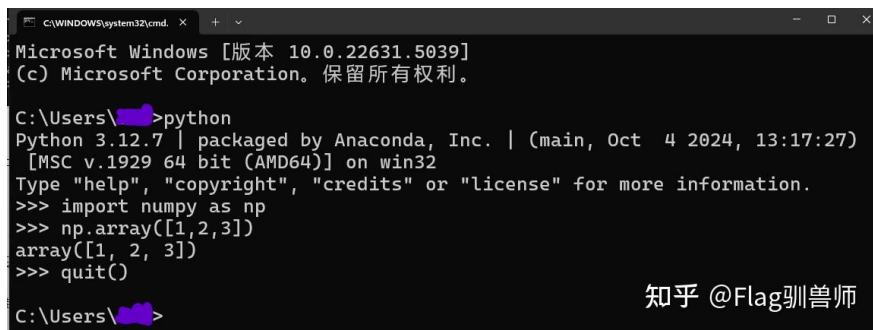 C:\WINDOWS\system32\cmd.
Microsoft Windows [版本 10.0.22631.5039]
(c) Microsoft Corporation。保留所有权利。
C:\Users\>python
Python 3.12.7 | packaged by Anaconda, Inc. | (main, Oct  4 2024, 13:17:27)
[MSC v.1929 64 bit (AMD64)] on win32
Type "help", "copyright", "credits" or "license" for more information.
>>> import numpy as np
>>> np.array([1,2,3])
array([1, 2, 3])
>>> quit()
知乎 @Flag驯兽师
C:\Users\>